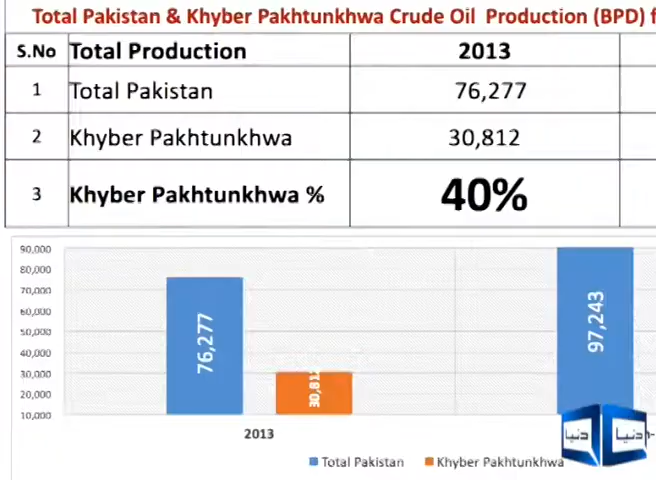 Total Pakistan & Khyber Pakhtunkhwa Crude Oil Production (BPD) f
S.No Total Production 2013
1 Total Pakistan 76,277
2 Khyber Pakhtunkhwa 30,812
3 Khyber Pakhtunkhwa % 40%
90,000
80,000
70,000
60,000
50,000
40,000
30,000
20,000
10,000
76,277
30,812
97,243
2013
Total Pakistan Khyber Pakhtunkhwa
دنیا دنیا